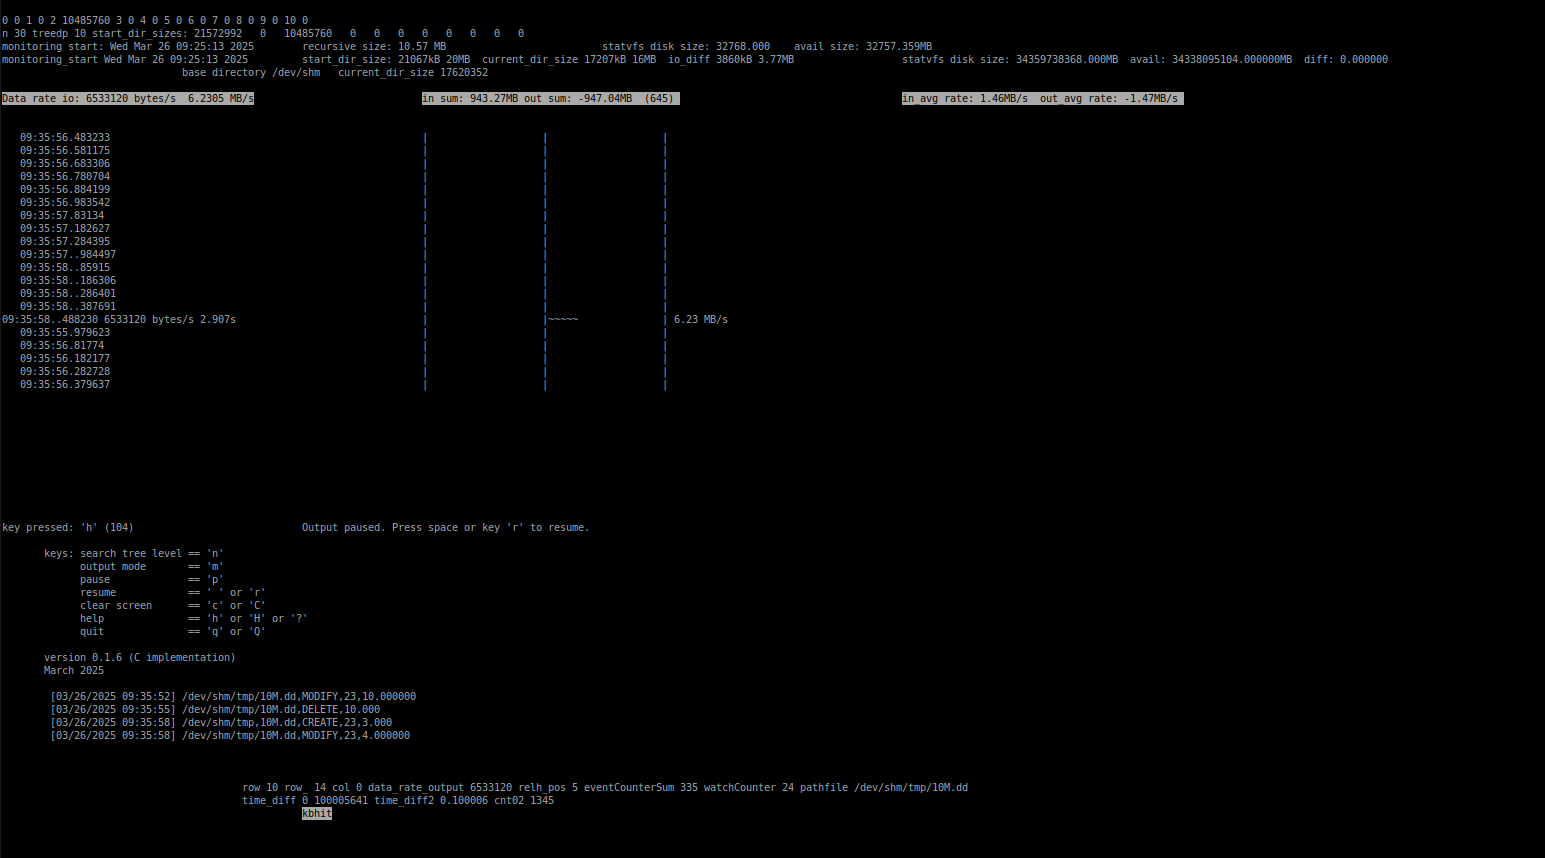 0 0 1 0 2 10485760 3 0 4 0 5 0 6 0 7 0 8 0 9 0 10 0
n 30 treedp 10 start_dir_sizes: 21572992   0   10485760   0   0   0   0   0   0   0   0
monitoring start: Wed Mar 26 09:25:13 2025        recursive size: 10.57 MB                          statvfs disk size: 32768.000    avail size: 32757.359MB
monitoring_start Wed Mar 26 09:25:13 2025         start_dir_size: 21067kB 20MB  current_dir_size 17207kB 16MB  io_diff 3860kB 3.77MB                  statvfs disk size: 34359738368.000MB  avail: 34338095104.000000MB  diff: 0.000000
base directory /dev/shm   current_dir_size 17620352
Data rate io: 6533120 bytes/s  6.2305 MB/s                            in sum: 943.27MB out sum: -947.04MB  (645)                                      in_avg rate: 1.46MB/s  out_avg rate: -1.47MB/s
09:35:56.483233                                                    |                   |                   |
09:35:56.581175                                                    |                   |                   |
09:35:56.683306                                                    |                   |                   |
09:35:56.780704                                                    |                   |                   |
09:35:56.884199                                                    |                   |                   |
09:35:56.983542                                                    |                   |                   |
09:35:57.83134                                                     |                   |                   |
09:35:57.182627                                                    |                   |                   |
09:35:57.284395                                                    |                   |                   |
09:35:57..984497                                                   |                   |                   |
09:35:58..85915                                                    |                   |                   |
09:35:58..186306                                                   |                   |                   |
09:35:58..286401                                                   |                   |                   |
09:35:58..387691                                                   |                   |                   |
09:35:58..488230 6533120 bytes/s 2.907s                               |                   |~~~~~              | 6.23 MB/s
09:35:55.979623                                                    |                   |                   |
09:35:56.81774                                                     |                   |                   |
09:35:56.182177                                                    |                   |                   |
09:35:56.282728                                                    |                   |                   |
09:35:56.379637                                                    |                   |                   |
key pressed: 'h' (104)                            Output paused. Press space or key 'r' to resume.
keys: search tree level == 'n'
output mode       == 'm'
pause             == 'p'
resume            == ' ' or 'r'
clear screen      == 'c' or 'C'
help              == 'h' or 'H' or '?'
quit              == 'q' or 'Q'
version 0.1.6 (C implementation)
March 2025
[03/26/2025 09:35:52] /dev/shm/tmp/10M.dd,MODIFY,23,10.000000
[03/26/2025 09:35:55] /dev/shm/tmp/10M.dd,DELETE,10.000
[03/26/2025 09:35:58] /dev/shm/tmp,10M.dd,CREATE,23,3.000
[03/26/2025 09:35:58] /dev/shm/tmp/10M.dd,MODIFY,23,4.000000
row 10 row_ 14 col 0 data_rate_output 6533120 relh_pos 5 eventCounterSum 335 watchCounter 24 pathfile /dev/shm/tmp/10M.dd
time_diff 0 100005641 time_diff2 0.100006 cnt02 1345
kbhit